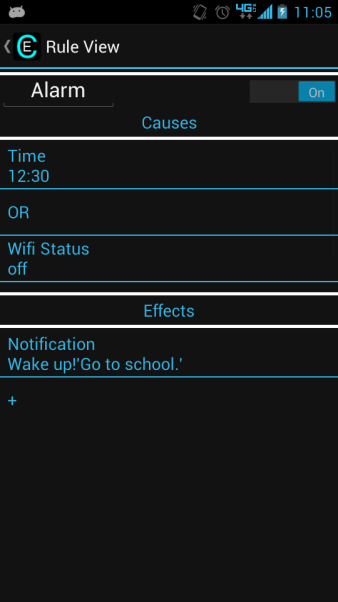 4G 11:05
E Rule View
Alarm
On
Causes
Time
12:30
OR
Wifi Status
off
Effects
Notification
Wake up!'Go to school.'
+